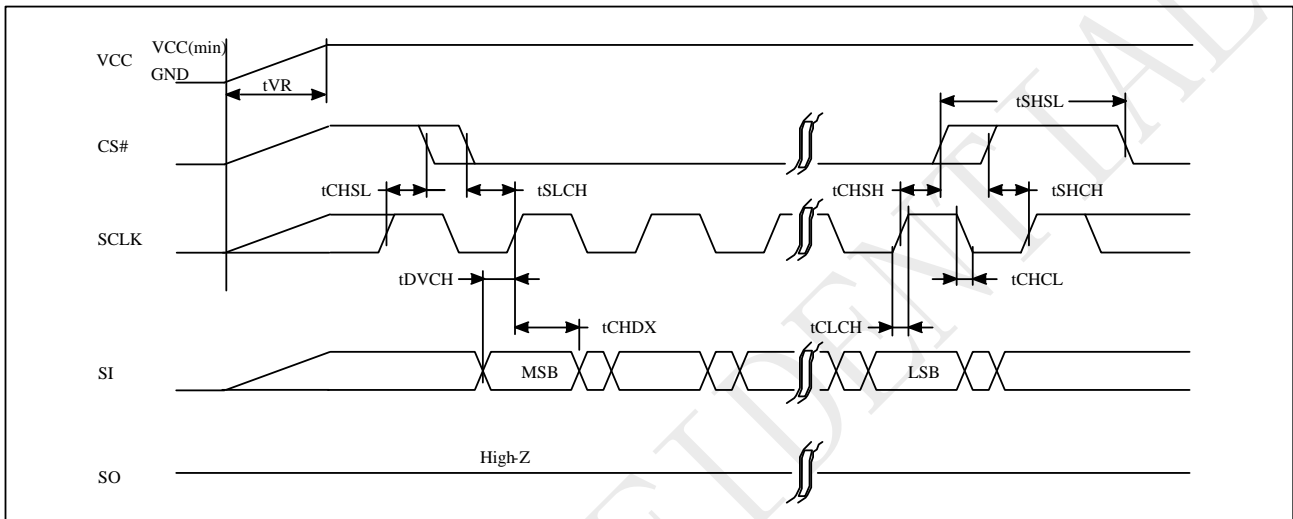 VCC
VCC(min)
GND
tVR
tSHSL
CS#
tCHSL
tSLCH
tCHSH
tSHCH
SCLK
tDVCH
tCHCL
tCHDX
tCLCH
SI
MSB
LSB
High-Z
SO
IDENTIAL